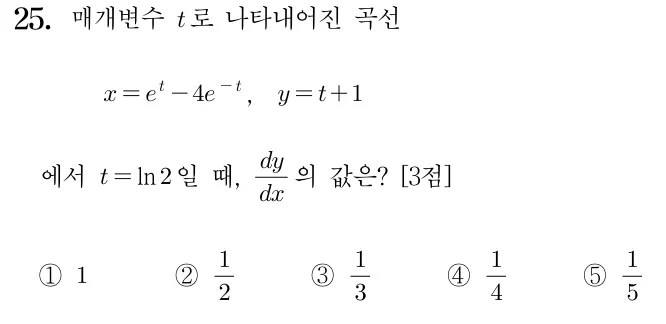 25. 매개변수 t로 나타내어진 곡선
x = e^t - 4e^{-t}, y = t + 1
에서 t = ln 2일 때, dy/dx의 값은? [3점]
① 1 ② 1/2 ③ 1/3 ④ 1/4 ⑤ 1/5